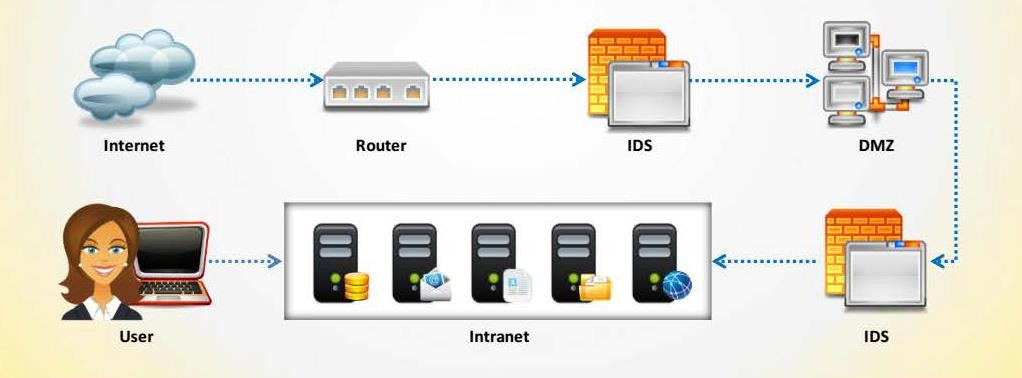 Internet
Router
IDS
DMZ
User
Intranet
IDS